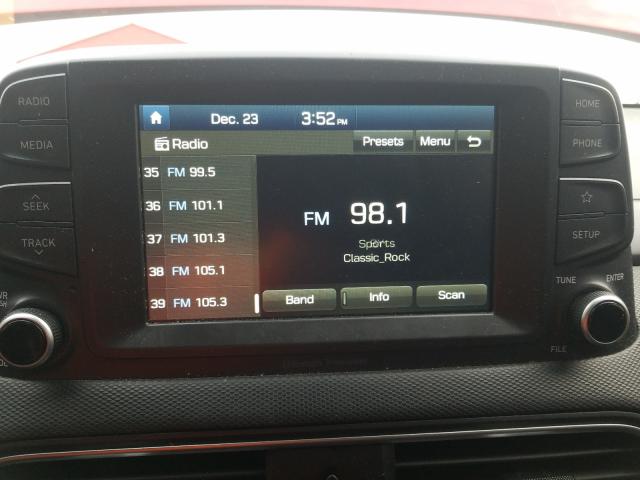 RADIO
MEDIA
SEEK
TRACK
HOME
PHONE
SETUP
TUNE
ENTER
FILE
Dec. 23 3:52 PM
Radio Presets Menu
35 FM 99.5
36 FM 101.1
37 FM 101.3
38 FM 105.1
39 FM 105.3
FM 98.1
Sports
Classic_Rock
Band Info Scan